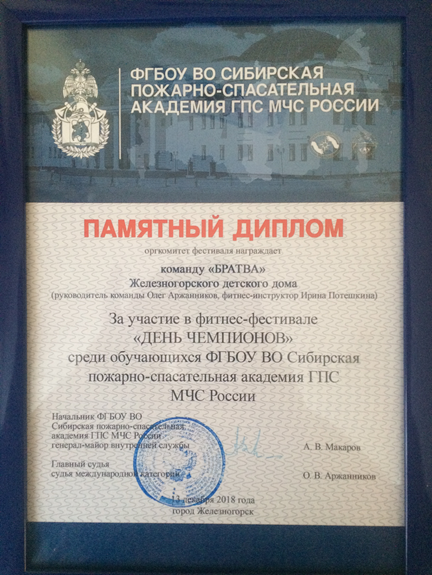 ФГБОУ ВО СИБИРСКАЯ
ПОЖАРНО-СПАСАТЕЛЬНАЯ
АКАДЕМИЯ ГПС МЧС РОССИИ
ПАМЯТНЫЙ ДИПЛОМ
оргкомитет фестиваля награждает
команду «БРАТВА»
Железногорского детского дома
(руководитель команды Олег Аржанников, фитнес-инструктор Ирина Потешкина)
За участие в фитнес-фестивале
«ДЕНЬ ЧЕМПИОНОВ»
среди обучающихся ФГБОУ ВО Сибирская
пожарно-спасательная академия ГПС
МЧС России
Начальник ФГБОУ ВО
Сибирская пожарно-спасательная
академия ГПС МЧС России
генерал-майор внутренней службы А. В. Макаров
Главный судья
судья международной категории О. В. Аржанников
декабря 2018 года
город Железногорск